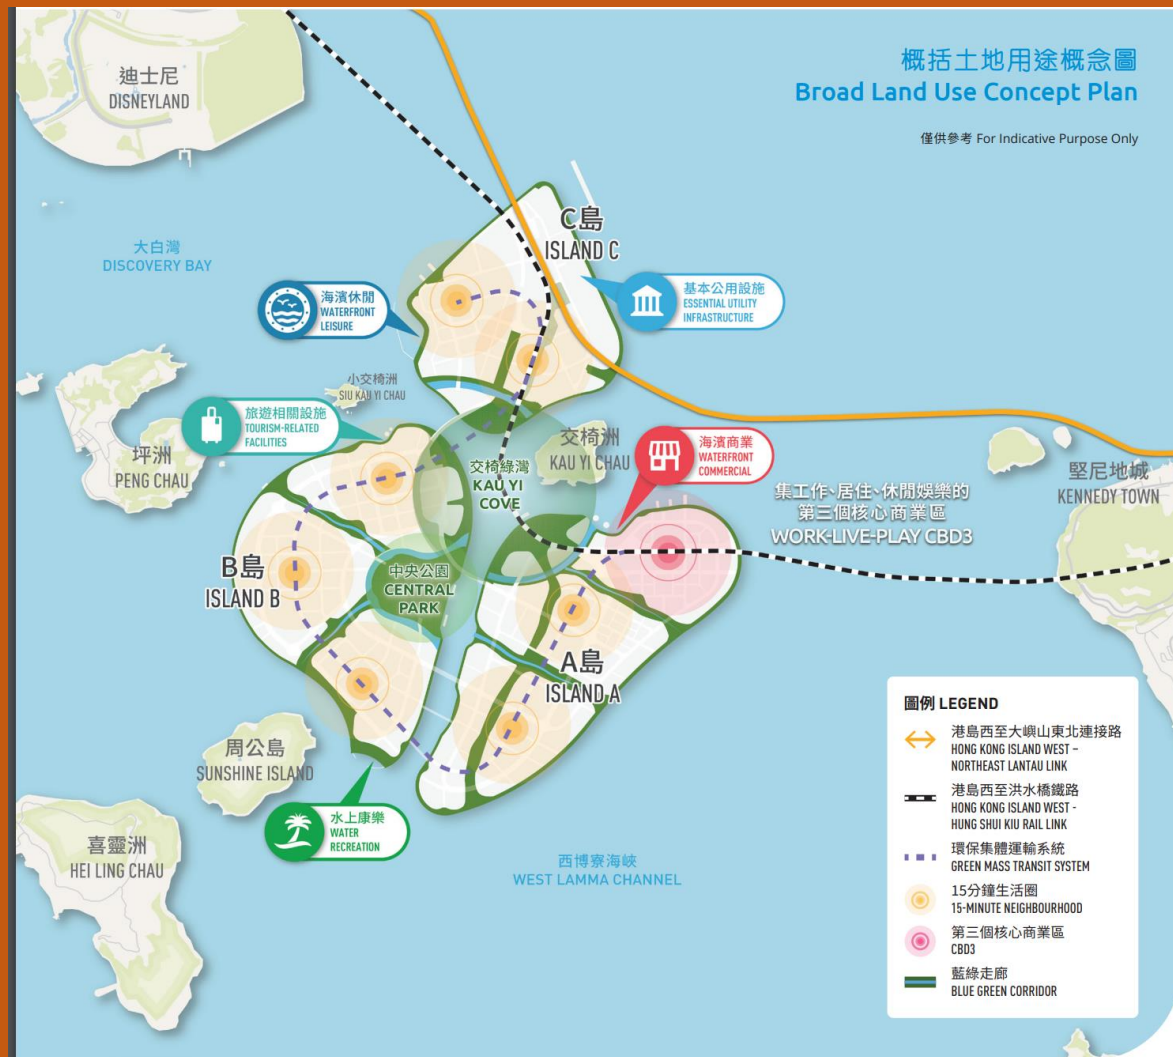 概括土地用途概念圖
Broad Land Use Concept Plan
僅供參考 For Indicative Purpose Only
迪士尼
DISNEYLAND
大白灣
DISCOVERY BAY
C島
ISLAND C
海濱休閒
WATERFRONT
LEISURE
基本公用設施
ESSENTIAL UTILITY
INFRASTRUCTURE
小交椅洲
SIU KAU YI CHAU
旅遊相關設施
TOURISM-RELATED
FACILITIES
坪洲
PENG CHAU
交椅綠灣
KAU YI
COVE
交椅洲
KAU YI CHAU
海濱商業
WATERFRONT
COMMERCIAL
集工作、居住、休閒娛樂的
第三個核心商業區
WORK-LIVE-PLAY CBD3
堅尼地城
KENNEDY TOWN
B島
ISLAND B
中央公園
CENTRAL
PARK
A島
ISLAND A
周公島
SUNSHINE ISLAND
水上康樂
WATER
RECREATION
喜靈洲
HEI LING CHAU
西博寮海峽
WEST LAMMA CHANNEL
圖例 LEGEND
港島西至大嶼山東北連接路
HONG KONG ISLAND WEST –
NORTHEAST LANTAU LINK
港島西至洪水橋鐵路
HONG KONG ISLAND WEST -
HUNG SHUI KIU RAIL LINK
環保集體運輸系統
GREEN MASS TRANSIT SYSTEM
15分鐘生活圈
15-MINUTE NEIGHBOURHOOD
第三個核心商業區
CBD3
藍綠走廊
BLUE GREEN CORRIDOR